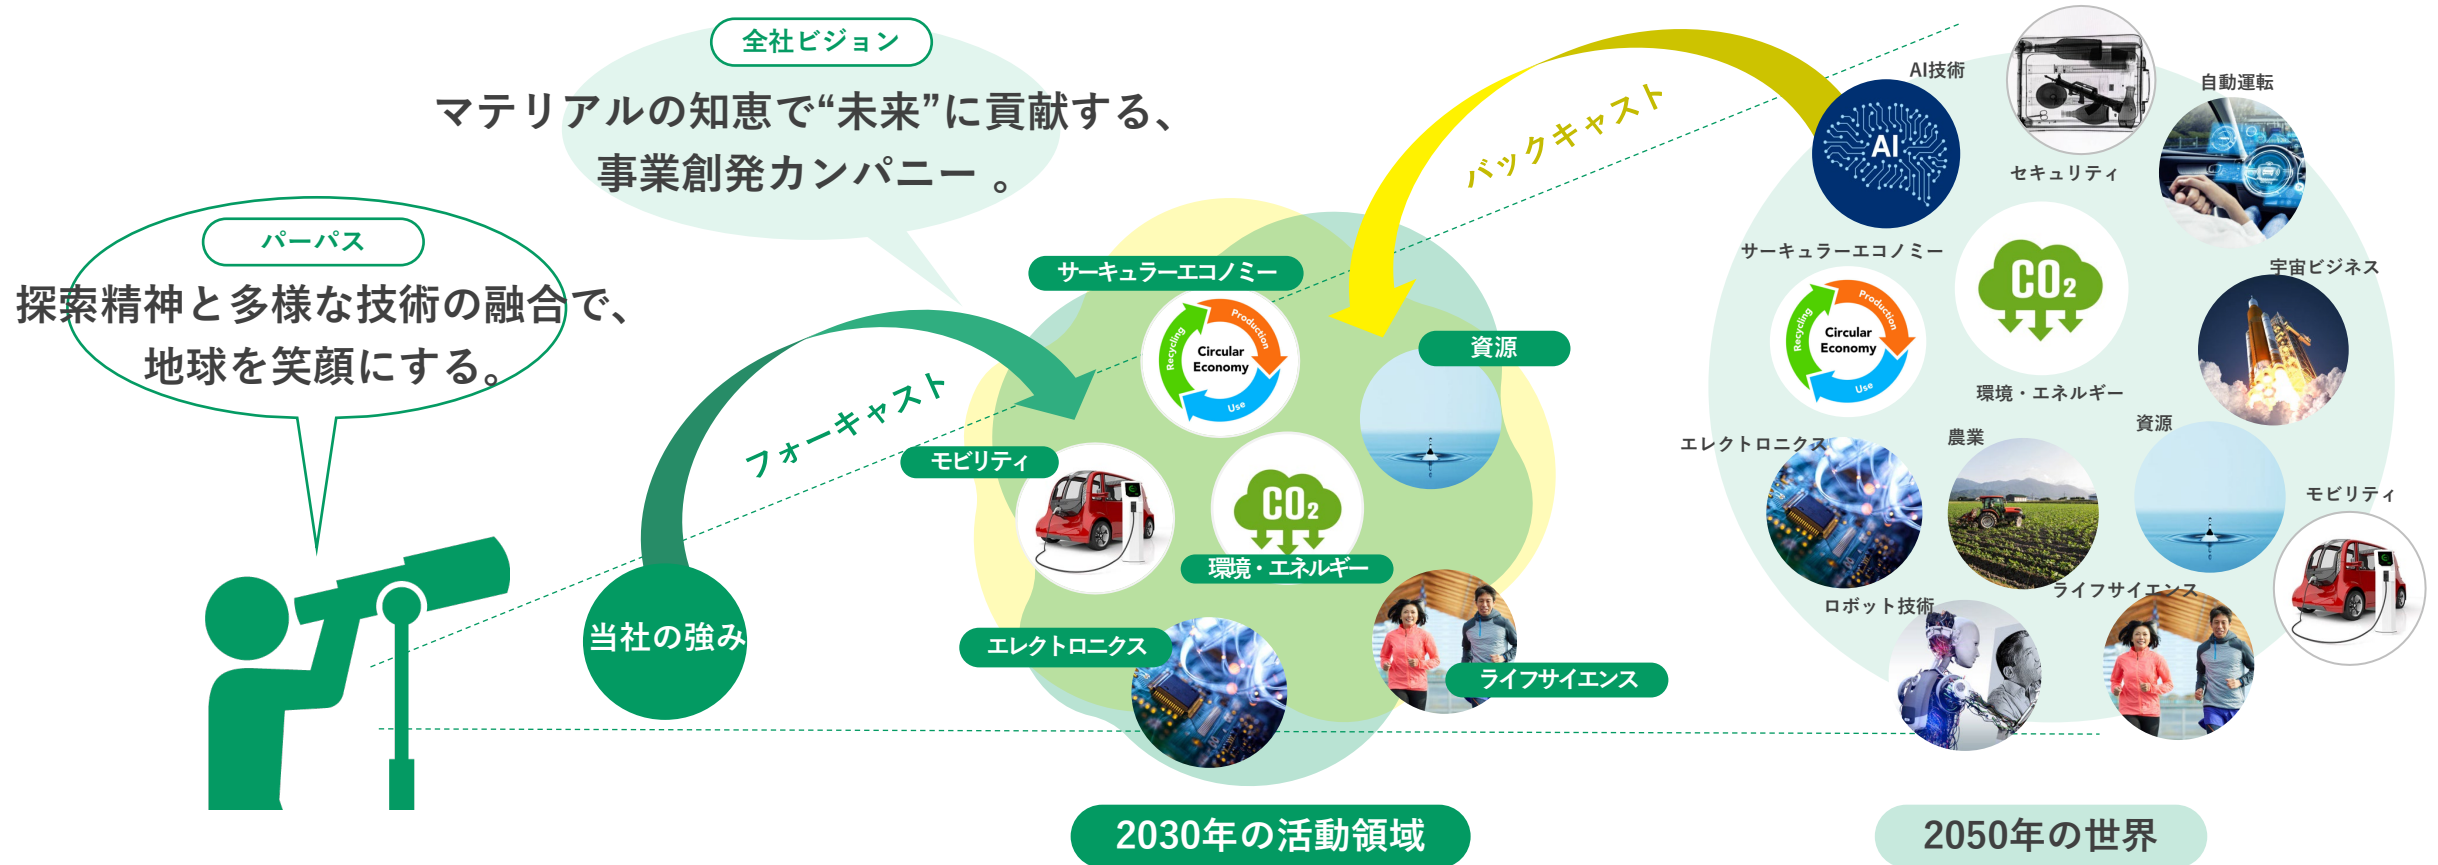 全社ビジョン
マテリアルの知恵で“未来”に貢献する、
事業創発カンパニー 。
パーパス
探索精神と多様な技術の融合で、
地球を笑顔にする。
当社の強み
フォーキャスト
バックキャスト
サーキュラーエコノミー
Recycling
Production
Circular
Economy
Use
資源
モビリティ
CO2
環境・エネルギー
エレクトロニクス
ライフサイエンス
2030年の活動領域
AI技術
AI
セキュリティ
自動運転
サーキュラーエコノミー
Recycling
Production
Circular
Economy
Use
CO2
環境・エネルギー
宇宙ビジネス
エレクトロニクス
農業
資源
モビリティ
ロボット技術
ライフサイエンス
2050年の世界